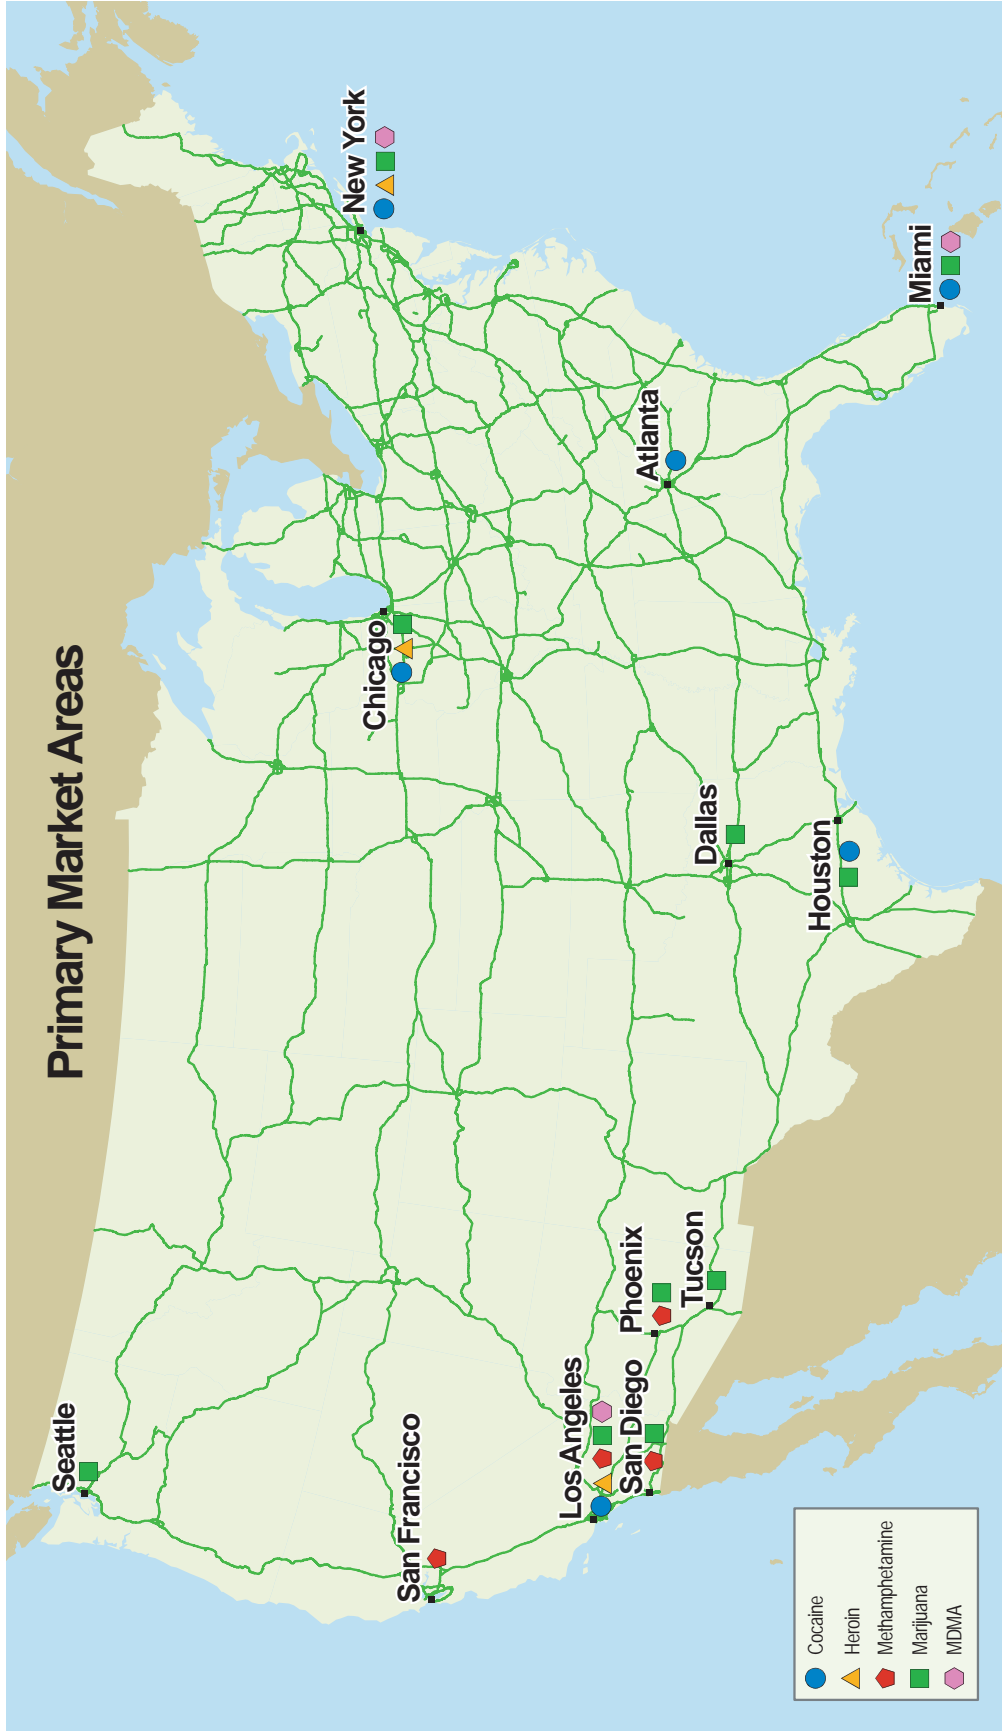 Primary Market Areas
Seattle
San Francisco
Los Angeles
San Diego
Phoenix
Tucson
Dallas
Houston
Chicago
Atlanta
New York
Miami
Cocaine
Heroin
Methamphetamine
Marijuana
MDMA